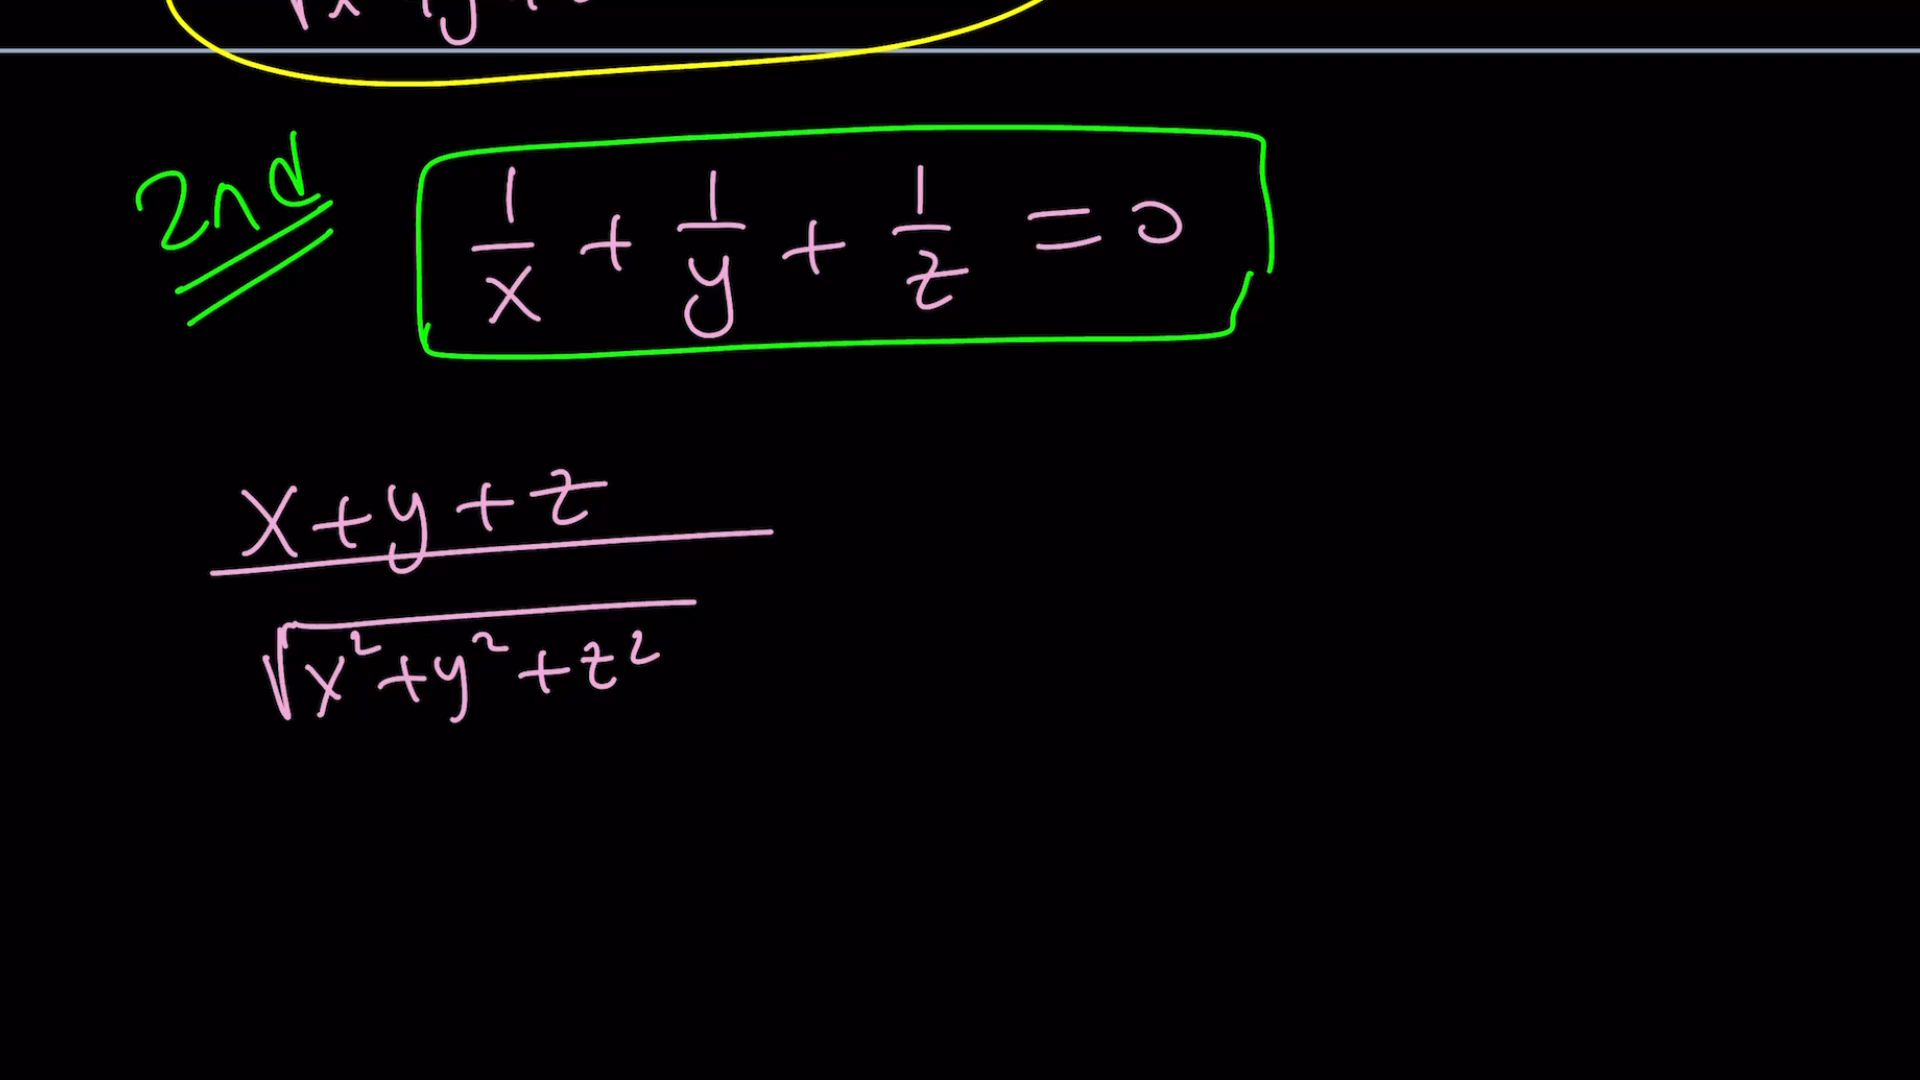 √x +y+
2nd
1/x + 1/y + 1/z = 0
x+y+z
√x²+y²+z²